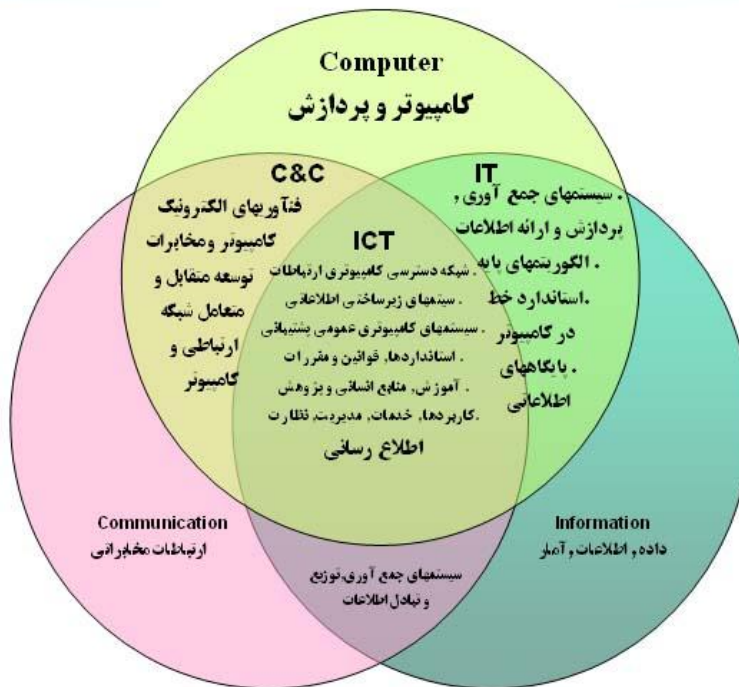 Computer
کامپیوتر و پردازش
C&C
فنآوریهای الکترونیک
کامپیوتر و مخابرات
توسعه متقابل و
متعامل شبکه
ارتباطی و
کامپیوتر
IT
. سیستمهای جمع آوری ,
پردازش و ارائه اطلاعات
. الگوریتمهای پایه
.استاندارد خط
در کامپیوتر
. پایگاههای
اطلاعاتی
ICT
. شبکه دسترسی کامپیوتری ارتباطات
. سیتمهای زیرساختی اطلاعاتی
. سیستمهای کامپیوتری عمومی پشتیبانی
. استانداردها, قوانین و مقررات
. آموزش, منابع انسانی و پژوهش
.کاربردها, خدمات, مدیریت, نظارت
اطلاع رسانی
Communication
ارتباطات مخابراتی
Information
داده, اطلاعات, آمار
سیستمهای جمع آوری,توزیع
و تبادل اطلاعات